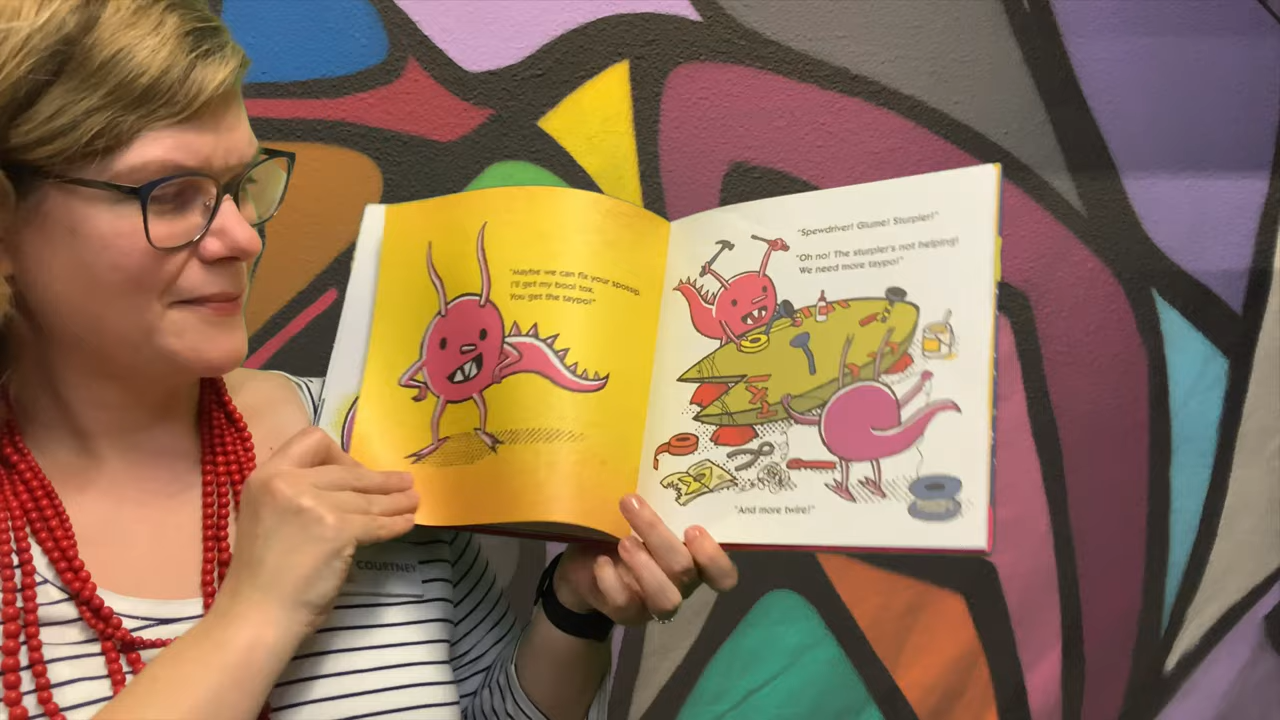 "Maybe we can fix your spossip.
I'll get my bool tox.
You get the taypo!"
"Spewdriver! Glume! Sturpler!"
"Oh no! The sturpler's not helping!
We need more taypo!"
"And more twire!"
COURTNEY